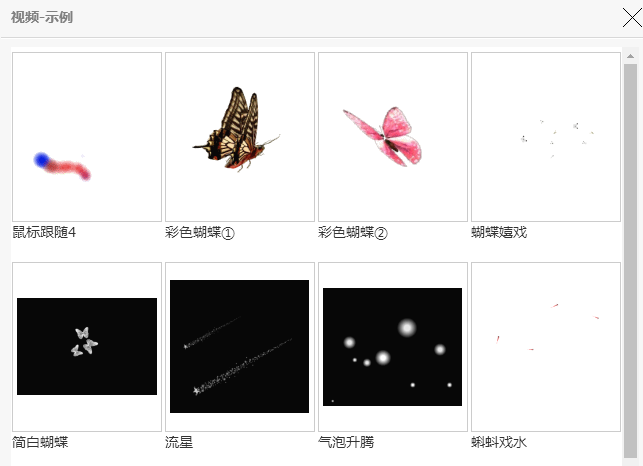 视频-示例
鼠标跟随4
彩色蝴蝶①
彩色蝴蝶②
蝴蝶嬉戏
简白蝴蝶
流星
气泡升腾
蝌蚪戏水